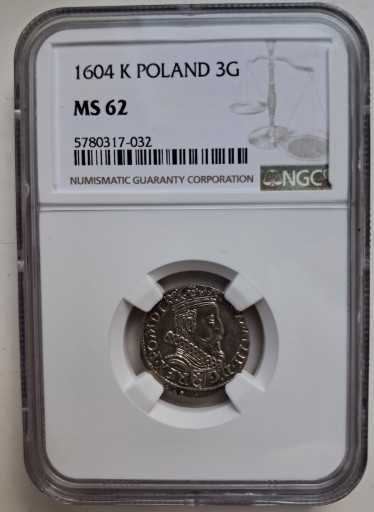 1604 K POLAND 3G
MS 62
5780317-032
NUMISMATIC GUARANTY CORPORATION
NGC